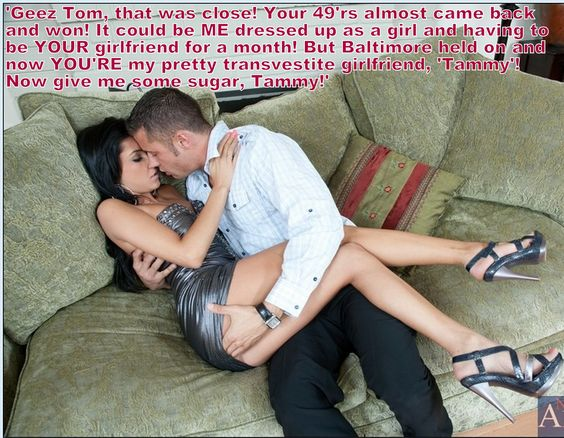 'Geez Tom, that was close! Your 49'rs almost came back
and won! It could be ME dressed up as a girl and having to
be YOUR girlfriend for a month! But Baltimore held on and
now YOU'RE my pretty transvestite girlfriend, 'Tammy'!
Now give me some sugar, Tammy!'
A